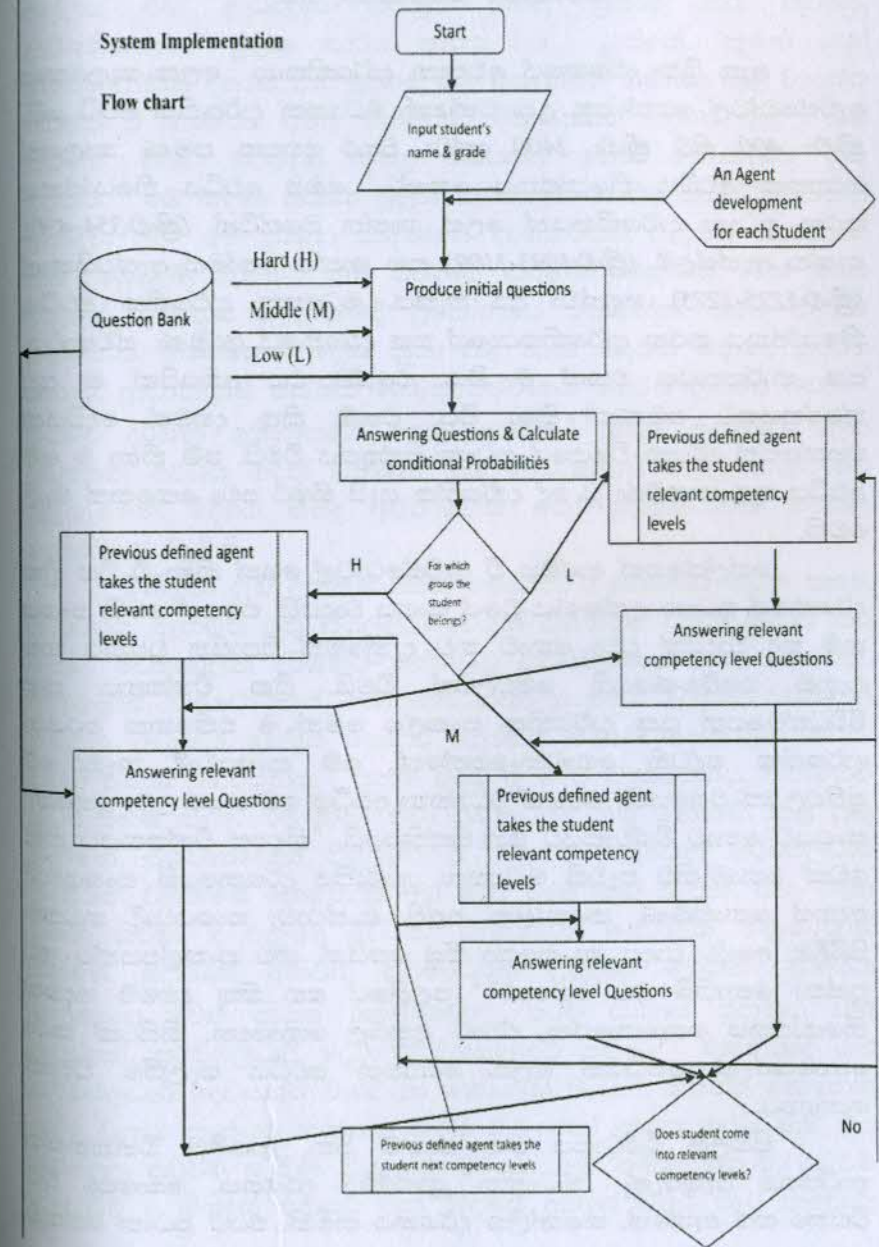 System Implementation
Flow chart
Start
Input student's
name & grade
An Agent
development
for each Student
Question Bank
Hard (H)
Middle (M)
Low (L)
Produce initial questions
Answering Questions & Calculate
conditional Probabilities
Previous defined agent
takes the student
relevant competency
levels
For which
group the
student
belongs?
H
L
Previous defined agent
takes the student
relevant competency
levels
Answering relevant
competency level Questions
M
Answering relevant
competency level Questions
Previous defined agent
takes the student
relevant competency
levels
Answering relevant
competency level Questions
Previous defined agent takes the
student next competency levels
Does student come
into relevant
competency levels?
No